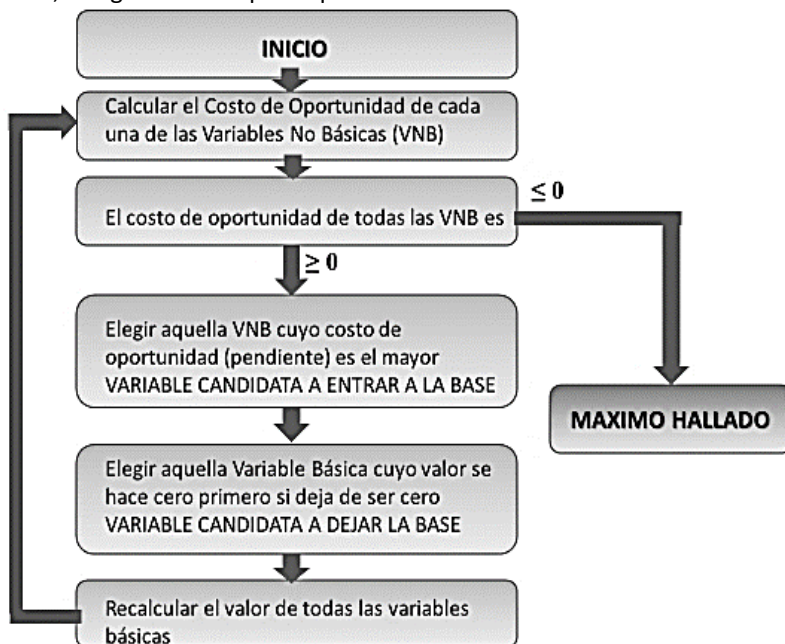 INICIO
Calcular el Costo de Oportunidad de cada
una de las Variables No Básicas (VNB)
El costo de oportunidad de todas las VNB es
≤ 0
≥ 0
Elegir aquella VNB cuyo costo de
oportunidad (pendiente) es el mayor
VARIABLE CANDIDATA A ENTRAR A LA BASE
MAXIMO HALLADO
Elegir aquella Variable Básica cuyo valor se
hace cero primero si deja de ser cero
VARIABLE CANDIDATA A DEJAR LA BASE
Recalcular el valor de todas las variables
básicas